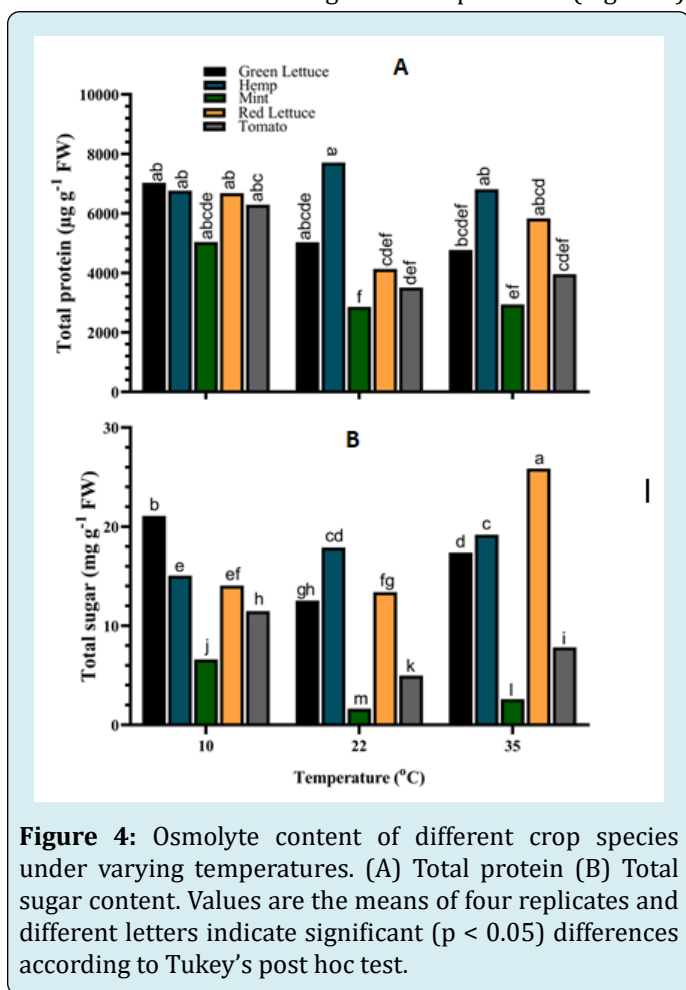 A
Green Lettuce
Hemp
Mint
Red Lettuce
Tomato
Total protein (µg g⁻¹ FW)
10000
8000
6000
4000
2000
0
ab ab abcde ab abc
abcde a f cdef def
bcdef ab ef abcd cdef
B
Total sugar (mg g⁻¹ FW)
30
20
10
0
b e j ef h
gh cd m fg k
d c l a i
10 22 35
Temperature (°C)
Figure 4: Osmolyte content of different crop species
under varying temperatures. (A) Total protein (B) Total
sugar content. Values are the means of four replicates and
different letters indicate significant (p < 0.05) differences
according to Tukey's post hoc test.